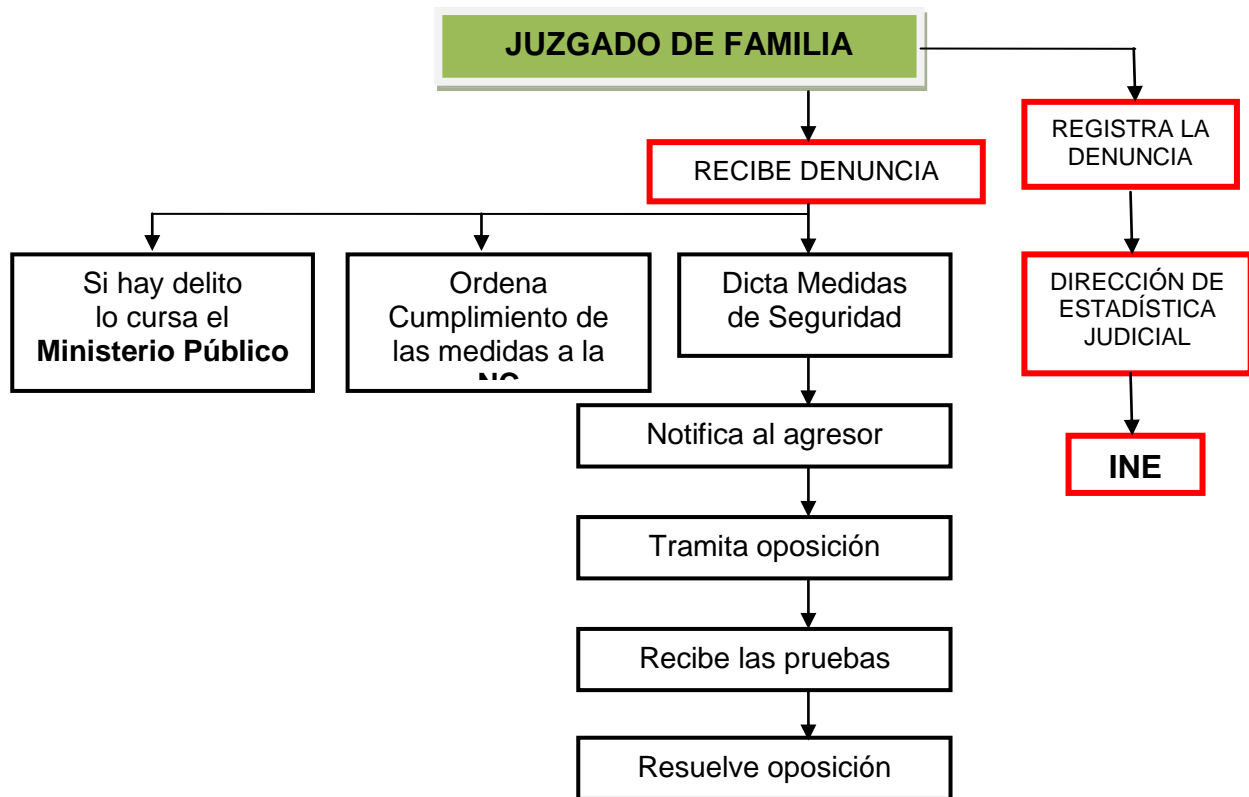 JUZGADO DE FAMILIA
REGISTRA LA
DENUNCIA
RECIBE DENUNCIA
Si hay delito
lo cursa el
Ministerio Público
Ordena
Cumplimiento de
las medidas a la
Dicta Medidas
de Seguridad
DIRECCIÓN DE
ESTADÍSTICA
JUDICIAL
Notifica al agresor
INE
Tramita oposición
Recibe las pruebas
Resuelve oposición